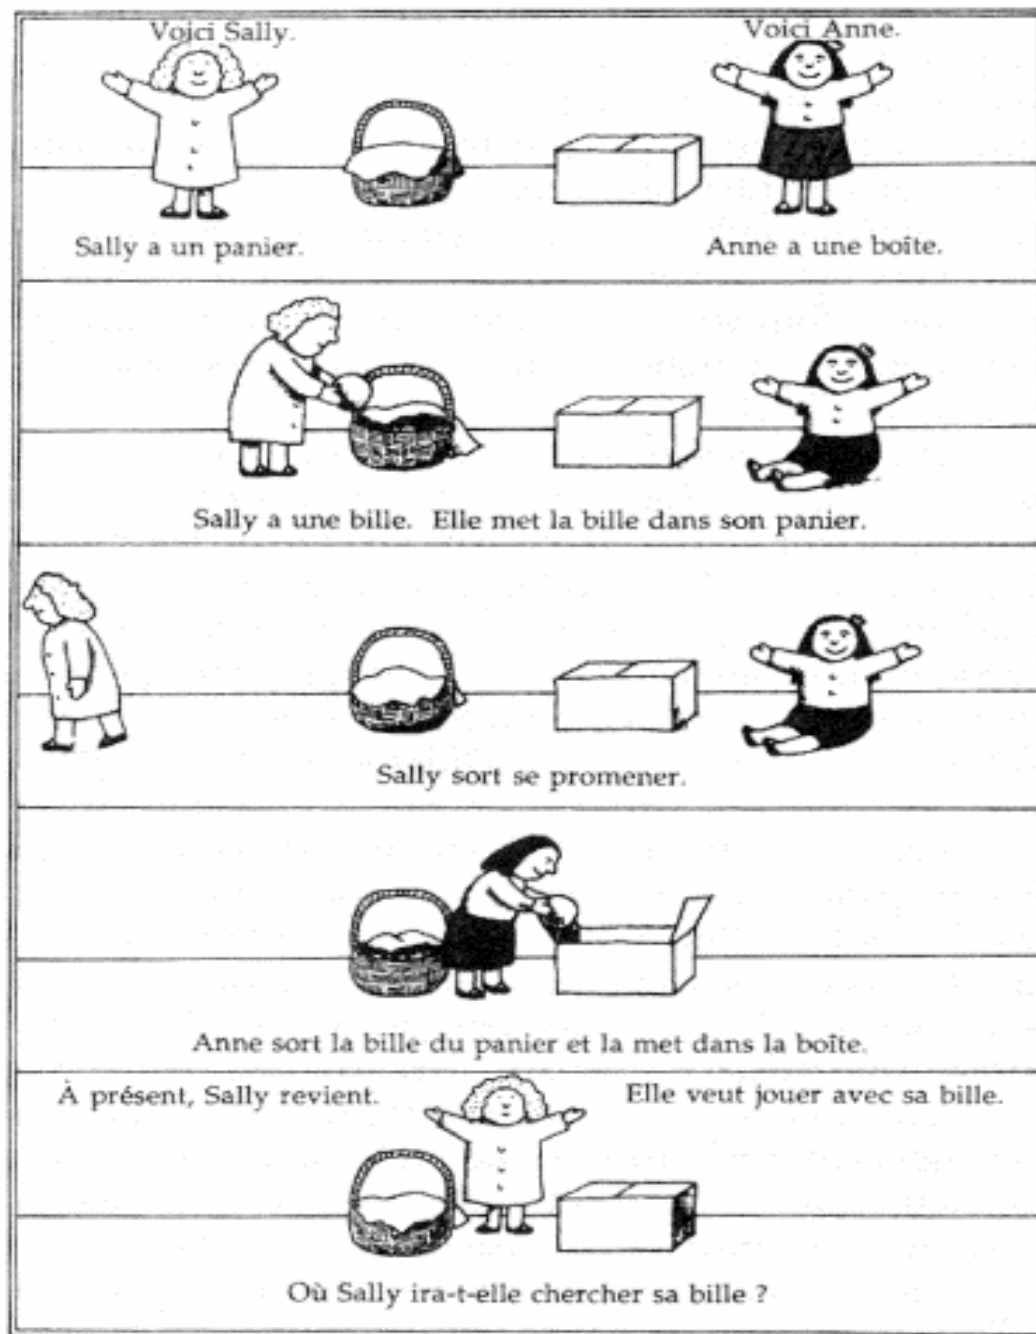 Voici Sally.
Voici Anne.
Sally a un panier.
Anne a une boîte.
Sally a une bille. Elle met la bille dans son panier.
Sally sort se promener.
Anne sort la bille du panier et la met dans la boîte.
À présent, Sally revient.
Elle veut jouer avec sa bille.
Où Sally ira-t-elle chercher sa bille ?